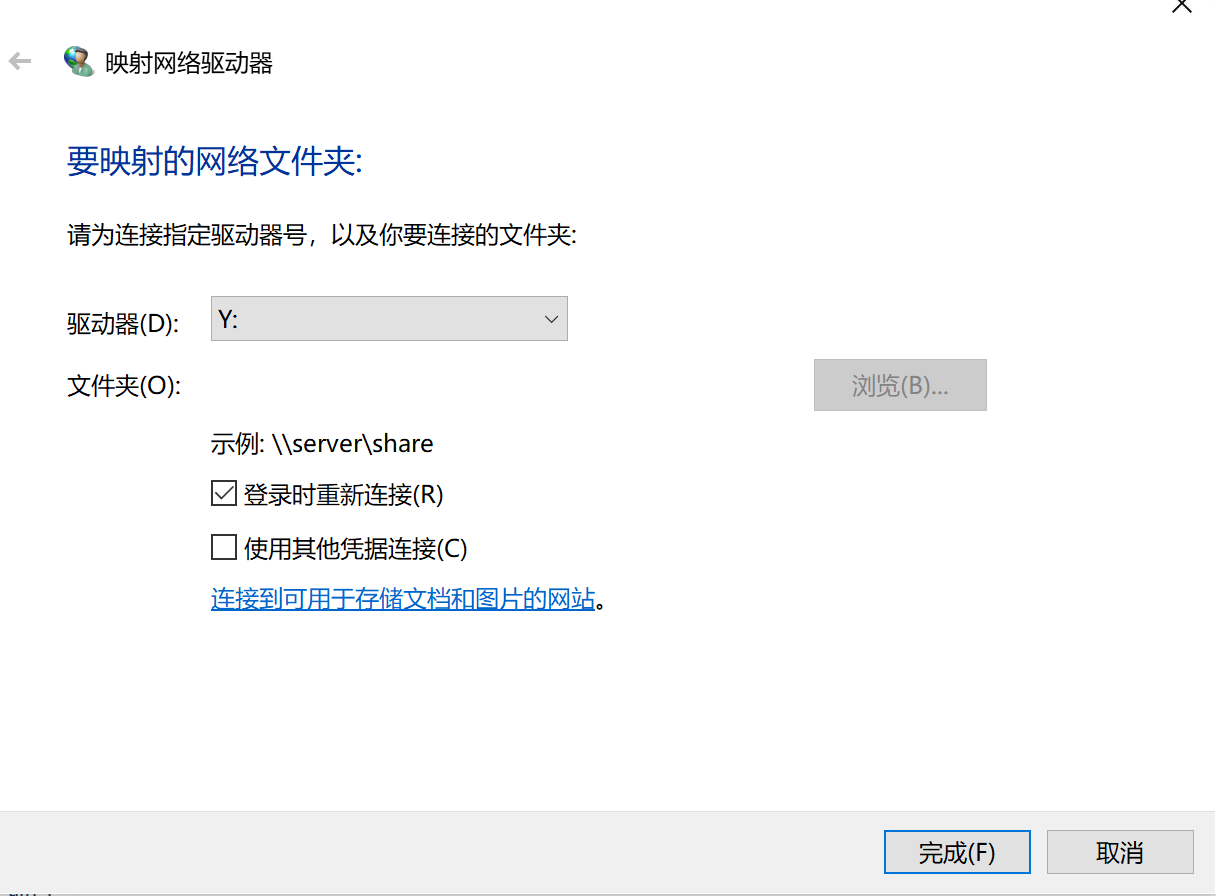 映射网络驱动器
要映射的网络文件夹:
请为连接指定驱动器号，以及你要连接的文件夹:
驱动器(D): Y:
文件夹(O): 浏览(B)...
示例: \\server\share
登录时重新连接(R)
使用其他凭据连接(C)
连接到可用于存储文档和图片的网站。
完成(F) 取消